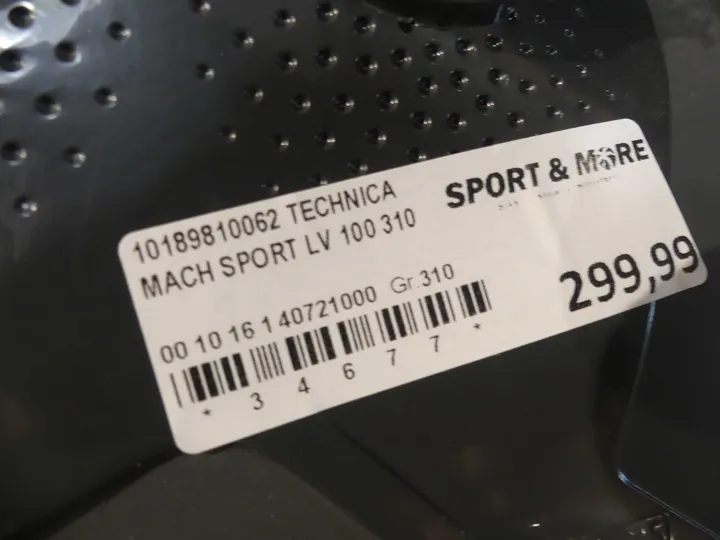 SPORT & MORE
10189810062 TECHNICA
MACH SPORT LV 100 310
299,99
00 10 16 1 40721000 Gr.310
* 3 4 6 7 7 *